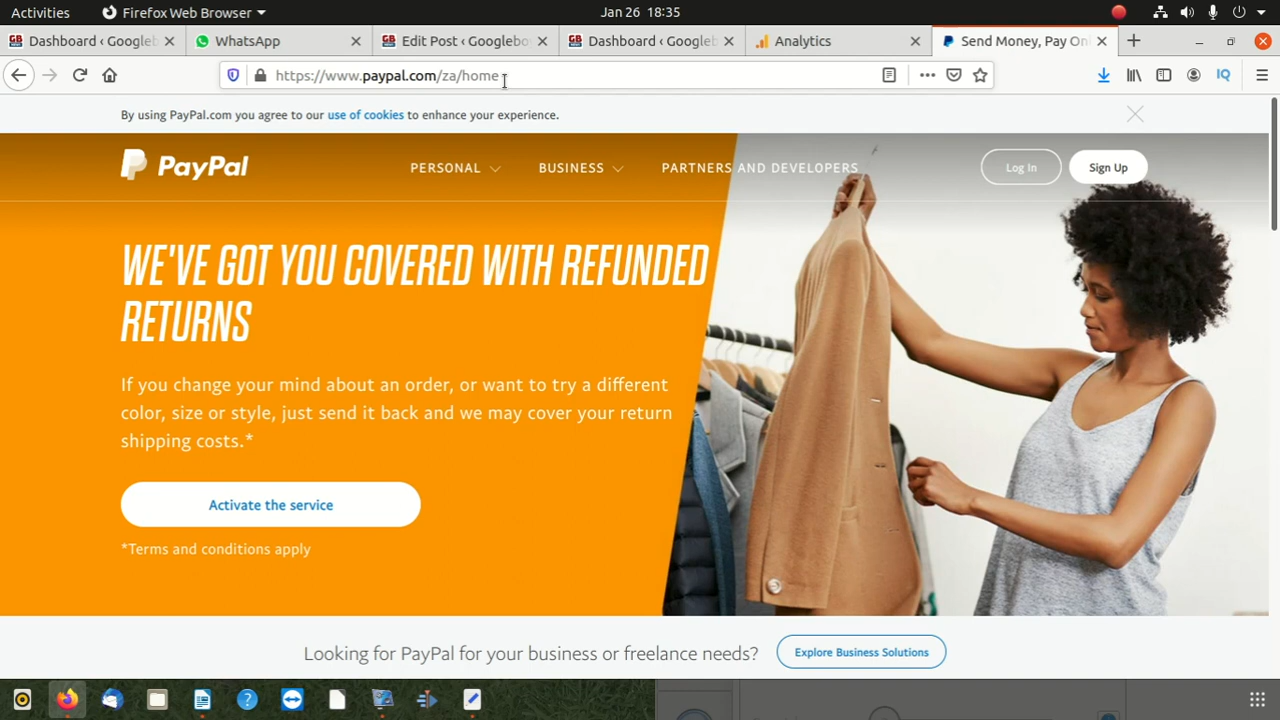 Activities
Firefox Web Browser
Jan 26 18:35
Dashboard ‹ Googleb
WhatsApp
Edit Post ‹ Googlebo
Dashboard ‹ Googleb
Analytics
Send Money, Pay Onl
https://www.paypal.com/za/home
IQ
By using PayPal.com you agree to our use of cookies to enhance your experience.
PayPal
PERSONAL
BUSINESS
PARTNERS AND DEVELOPERS
Log In
Sign Up
WE'VE GOT YOU COVERED WITH REFUNDED
RETURNS
If you change your mind about an order, or want to try a different
color, size or style, just send it back and we may cover your return
shipping costs.*
Activate the service
*Terms and conditions apply
Looking for PayPal for your business or freelance needs?
Explore Business Solutions